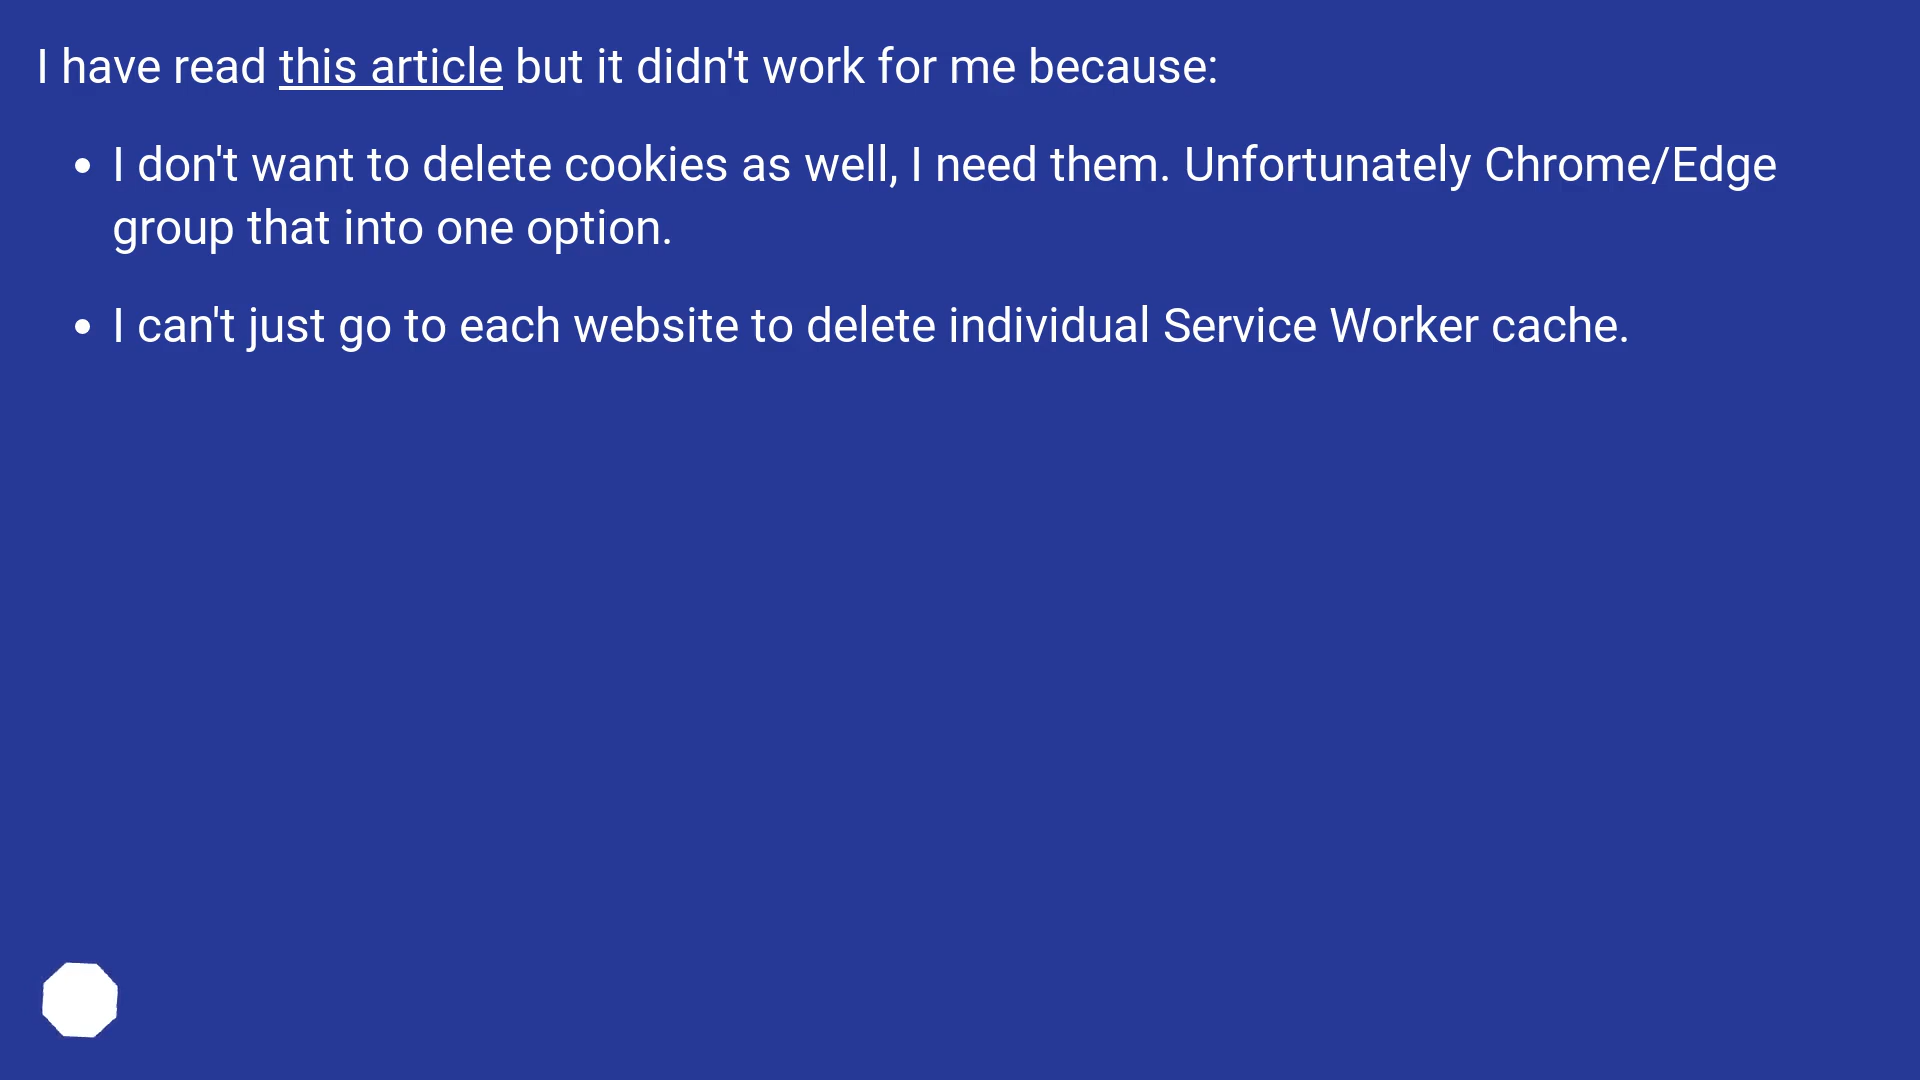 I have read this article but it didn't work for me because:
• I don't want to delete cookies as well, I need them. Unfortunately Chrome/Edge
group that into one option.
• I can't just go to each website to delete individual Service Worker cache.